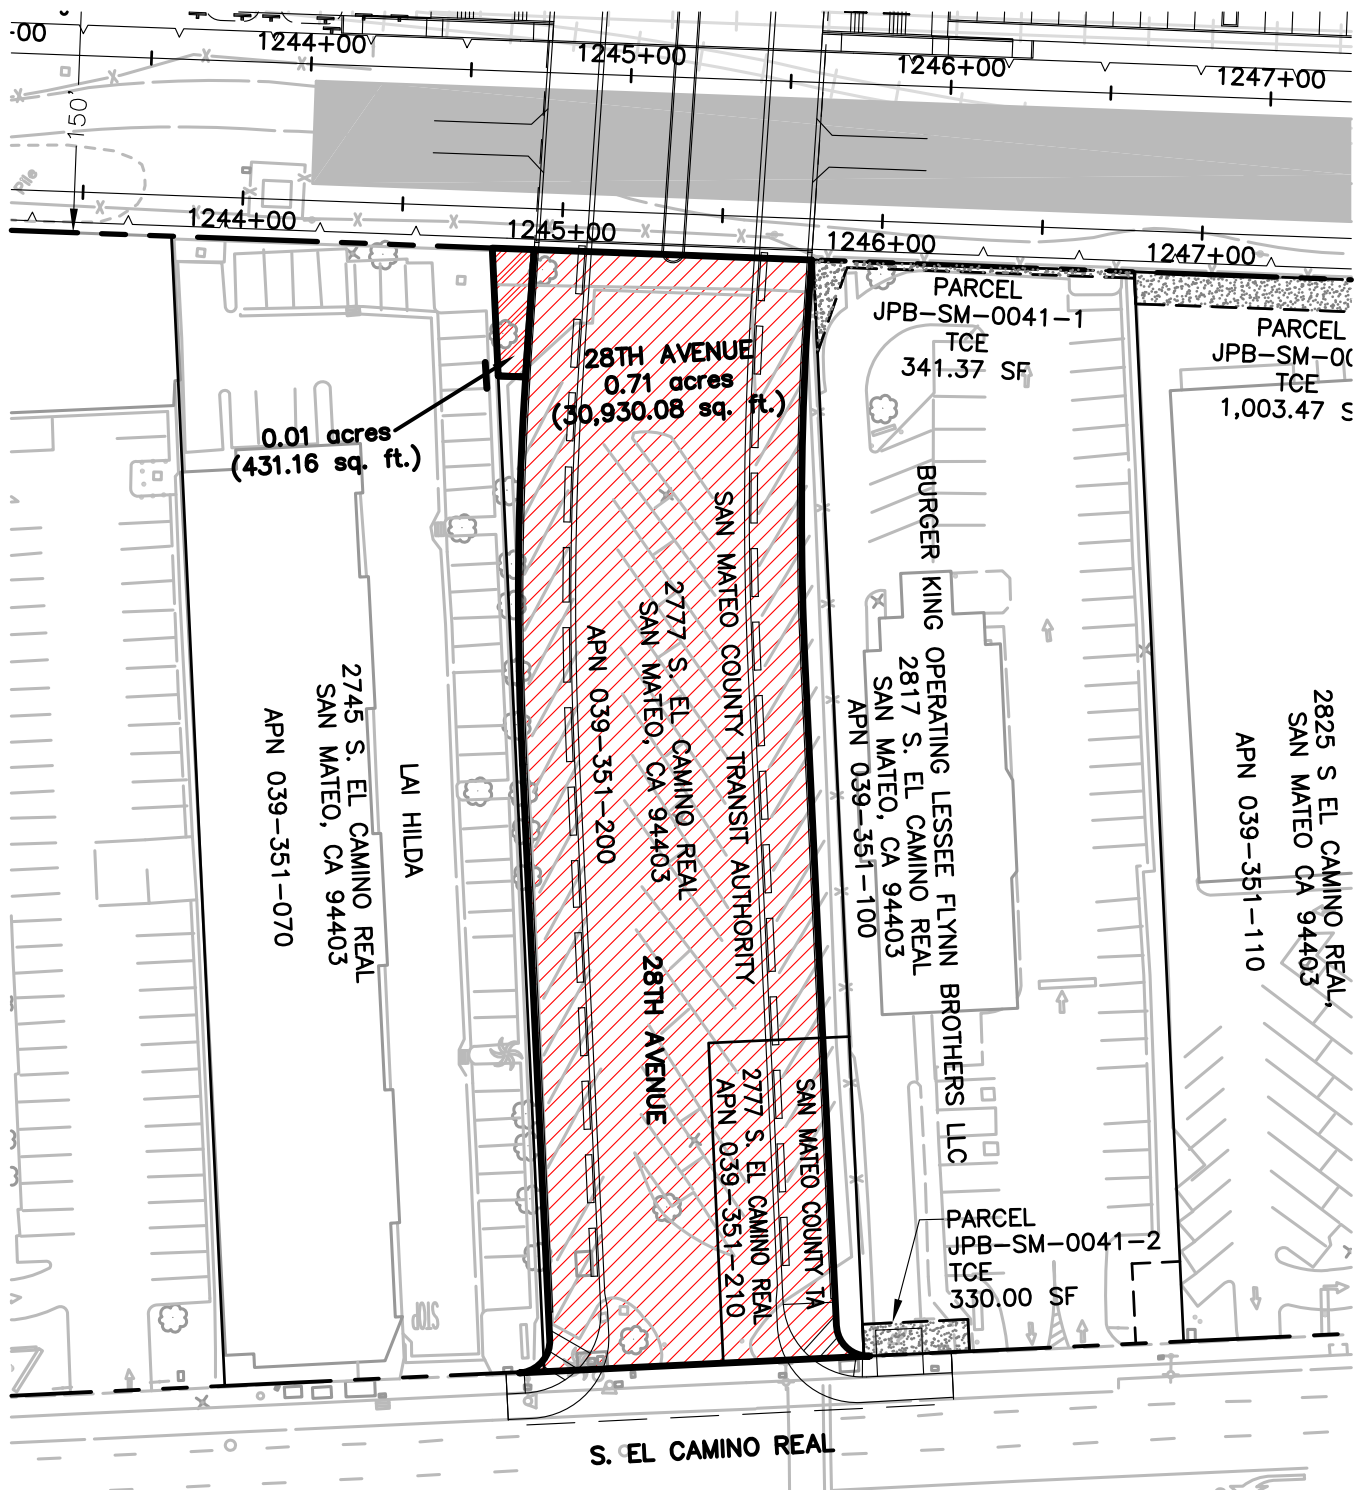 -00
1244+00
1245+00
1246+00
1247+00
150'
Pile
1244+00
1245+00
1246+00
1247+00
PARCEL
JPB-SM-0041-1
TCE
341.37 SF
PARCEL
JPB-SM-00
TCE
1,003.47 S
28TH AVENUE
0.71 acres
(30,930.08 sq. ft.)
0.01 acres
(431.16 sq. ft.)
LAI HILDA
2745 S. EL CAMINO REAL
SAN MATEO, CA 94403
APN 039-351-070
SAN MATEO COUNTY TRANSIT AUTHORITY
2777 S. EL CAMINO REAL
SAN MATEO, CA 94403
APN 039-351-200
28TH AVENUE
BURGER KING OPERATING LESSEE FLYNN BROTHERS LLC
2817 S. EL CAMINO REAL
SAN MATEO, CA 94403
APN 039-351-100
2825 S EL CAMINO REAL,
SAN MATEO CA 94403
APN 039-351-110
SAN MATEO COUNTY TA
2777 S. EL CAMINO REAL
APN 039-351-210
PARCEL
JPB-SM-0041-2
TCE
330.00 SF
STOP
S. EL CAMINO REAL